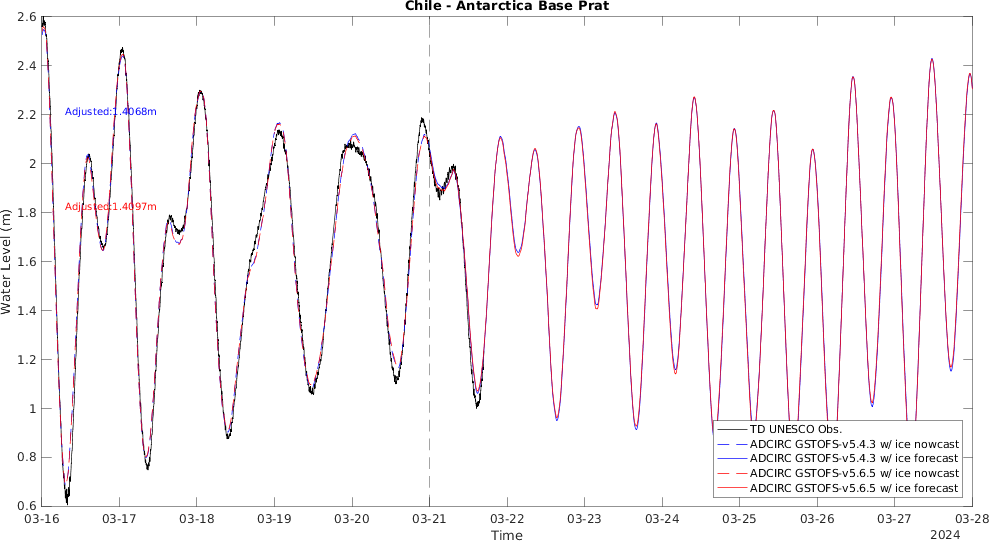 Chile - Antarctica Base Prat
2.6
2.4
2.2
2
1.8
1.6
1.4
1.2
1
0.8
0.6
Water Level (m)
Adjusted:1.4068m
Adjusted:1.4097m
TD UNESCO Obs.
ADCIRC GSTOFS-v5.4.3 w/ ice nowcast
ADCIRC GSTOFS-v5.4.3 w/ ice forecast
ADCIRC GSTOFS-v5.6.5 w/ ice nowcast
ADCIRC GSTOFS-v5.6.5 w/ ice forecast
03-16 03-17 03-18 03-19 03-20 03-21 03-22 03-23 03-24 03-25 03-26 03-27 03-28
Time
2024